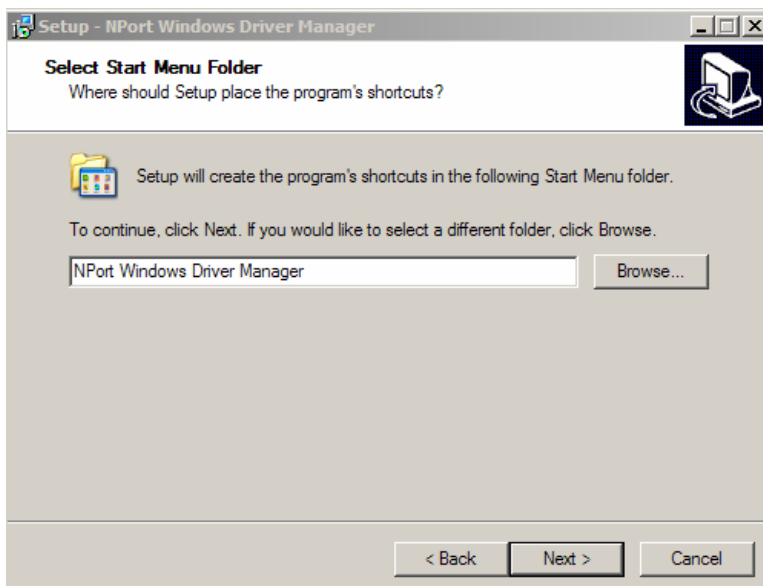 Setup - NPort Windows Driver Manager
Select Start Menu Folder
Where should Setup place the program's shortcuts?
Setup will create the program's shortcuts in the following Start Menu folder.
To continue, click Next. If you would like to select a different folder, click Browse.
NPort Windows Driver Manager
Browse...
< Back
Next >
Cancel